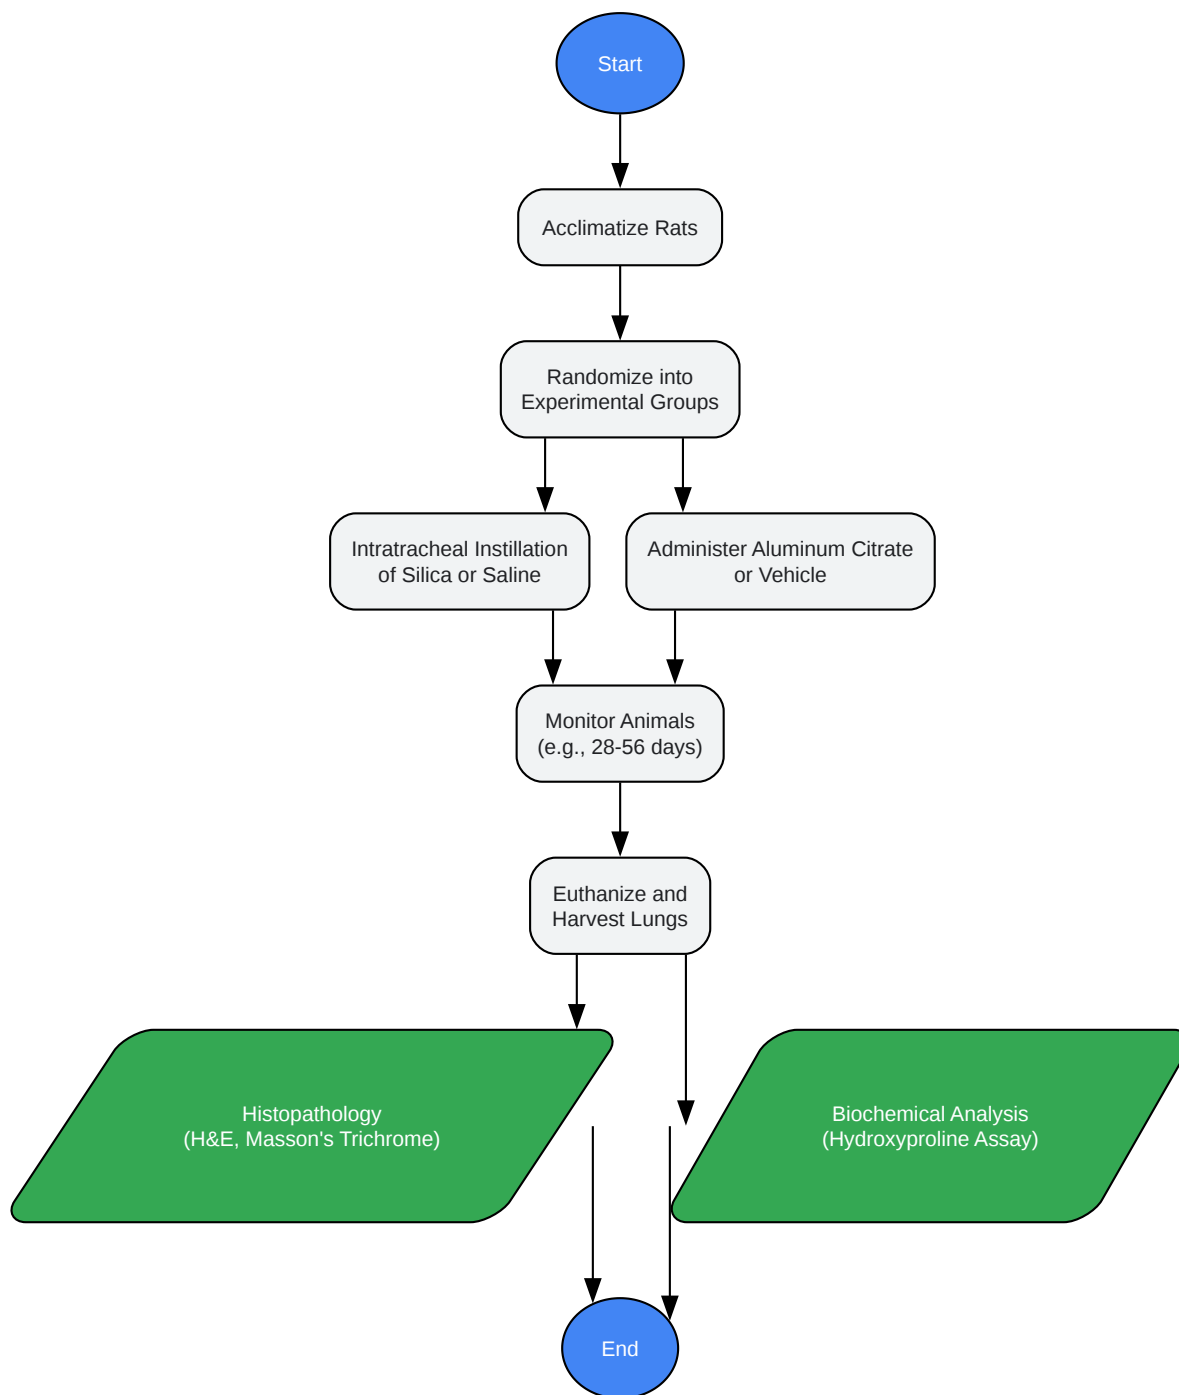 Start
Acclimatize Rats
Randomize into
Experimental Groups
Intratracheal Instillation
of Silica or Saline
Administer Aluminum Citrate
or Vehicle
Monitor Animals
(e.g., 28-56 days)
Euthanize and
Harvest Lungs
Histopathology
(H&E, Masson's Trichrome)
Biochemical Analysis
(Hydroxyproline Assay)
End